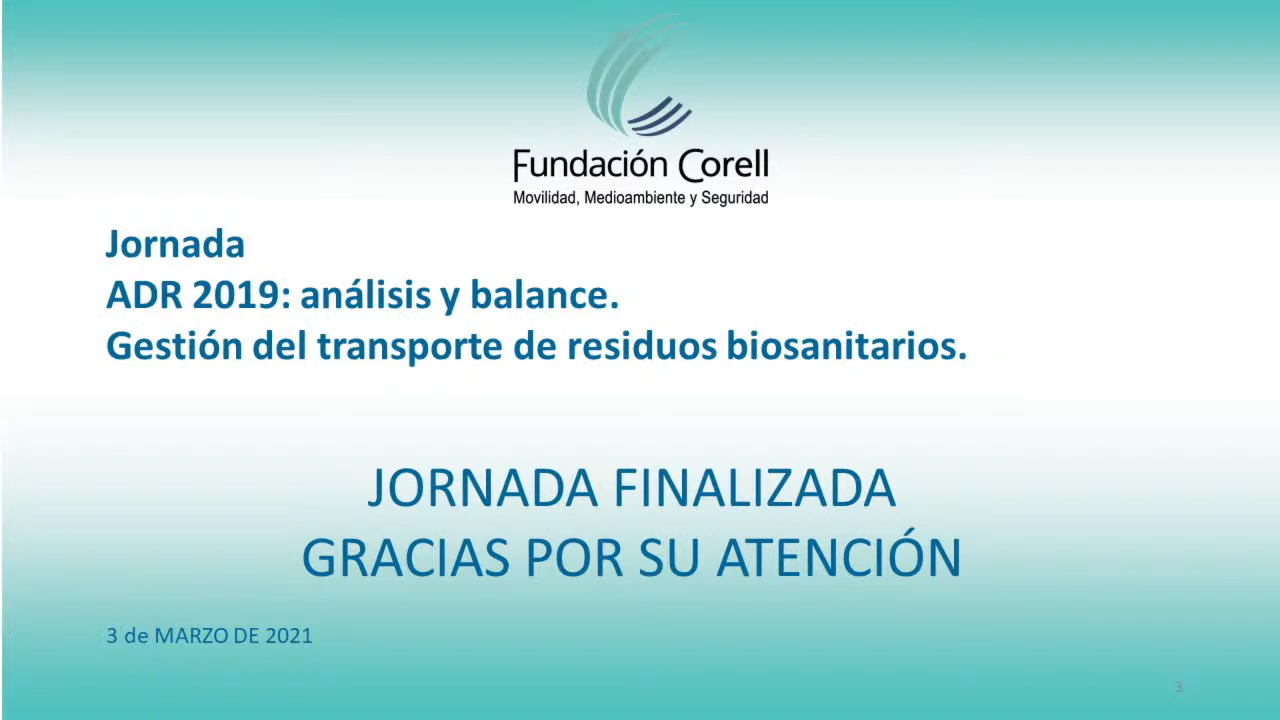 Fundación Corell
Movilidad, Medioambiente y Seguridad
Jornada
ADR 2019: análisis y balance.
Gestión del transporte de residuos biosanitarios.
JORNADA FINALIZADA
GRACIAS POR SU ATENCIÓN
3 de MARZO DE 2021
3